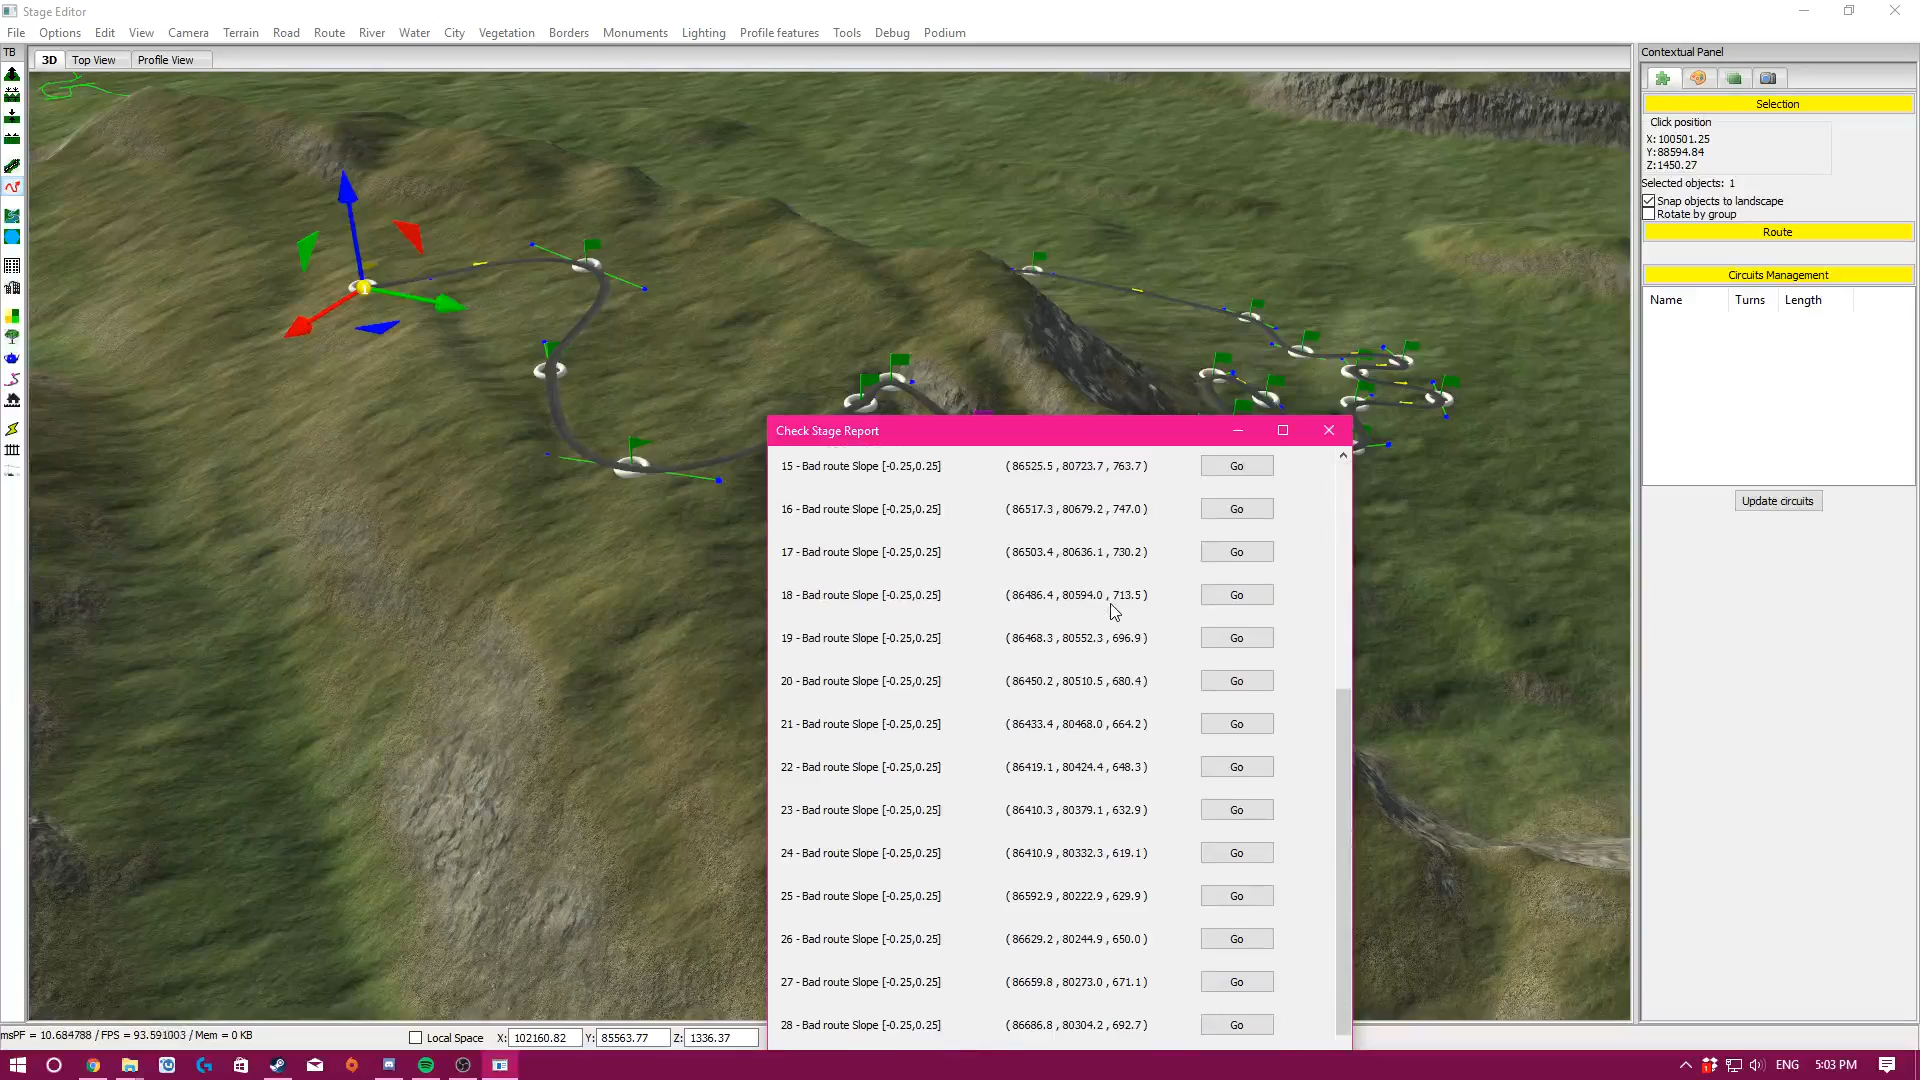 Stage Editor
File Options Edit View Camera Terrain Road Route River Water City Vegetation Borders Monuments Lighting Profile features Tools Debug Podium
TB
3D Top View Profile View
Contextual Panel
Selection
Click position
X:100501.25
Y:88594.84
Z:1450.27
Selected objects: 1
Snap objects to landscape
Rotate by group
Route
Circuits Management
Name Turns Length
Update circuits
1
Check Stage Report
15 - Bad route Slope [-0.25,0.25] ( 86525.5 , 80723.7 , 763.7 ) Go
16 - Bad route Slope [-0.25,0.25] ( 86517.3 , 80679.2 , 747.0 ) Go
17 - Bad route Slope [-0.25,0.25] ( 86503.4 , 80636.1 , 730.2 ) Go
18 - Bad route Slope [-0.25,0.25] ( 86486.4 , 80594.0 , 713.5 ) Go
19 - Bad route Slope [-0.25,0.25] ( 86468.3 , 80552.3 , 696.9 ) Go
20 - Bad route Slope [-0.25,0.25] ( 86450.2 , 80510.5 , 680.4 ) Go
21 - Bad route Slope [-0.25,0.25] ( 86433.4 , 80468.0 , 664.2 ) Go
22 - Bad route Slope [-0.25,0.25] ( 86419.1 , 80424.4 , 648.3 ) Go
23 - Bad route Slope [-0.25,0.25] ( 86410.3 , 80379.1 , 632.9 ) Go
24 - Bad route Slope [-0.25,0.25] ( 86410.9 , 80332.3 , 619.1 ) Go
25 - Bad route Slope [-0.25,0.25] ( 86592.9 , 80222.9 , 629.9 ) Go
26 - Bad route Slope [-0.25,0.25] ( 86629.2 , 80244.9 , 650.0 ) Go
27 - Bad route Slope [-0.25,0.25] ( 86659.8 , 80273.0 , 671.1 ) Go
28 - Bad route Slope [-0.25,0.25] ( 86686.8 , 80304.2 , 692.7 ) Go
msPF = 10.684788 / FPS = 93.591003 / Mem = 0 KB
Local Space X: 102160.82 Y: 85563.77 Z: 1336.37
ENG 5:03 PM